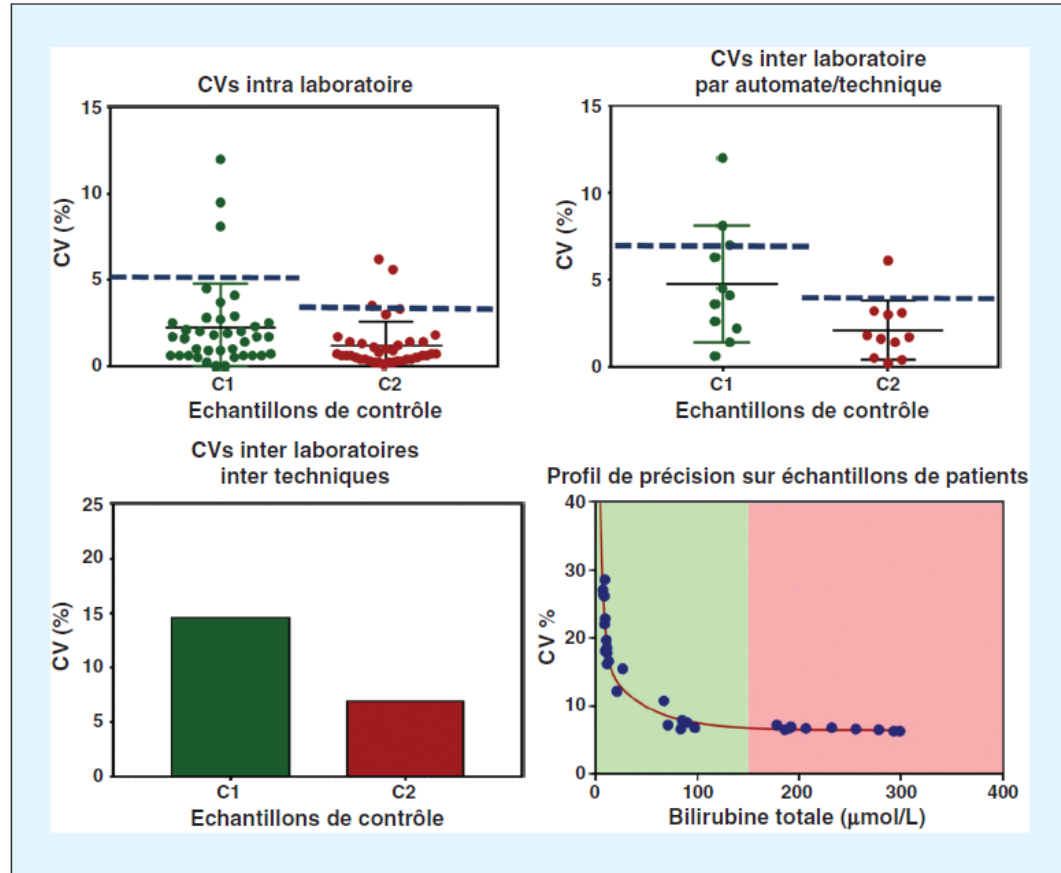 CVs intra laboratoire
15
10
5
0
CV (%)
C1
C2
Echantillons de contrôle
CVs inter laboratoire
par automate/technique
15
10
5
0
CV (%)
C1
C2
Echantillons de contrôle
CVs inter laboratoires
inter techniques
25
20
15
10
5
0
CV (%)
C1
C2
Echantillons de contrôle
Profil de précision sur échantillons de patients
40
30
20
10
0
CV %
0
100
200
300
400
Bilirubine totale (μmol/L)